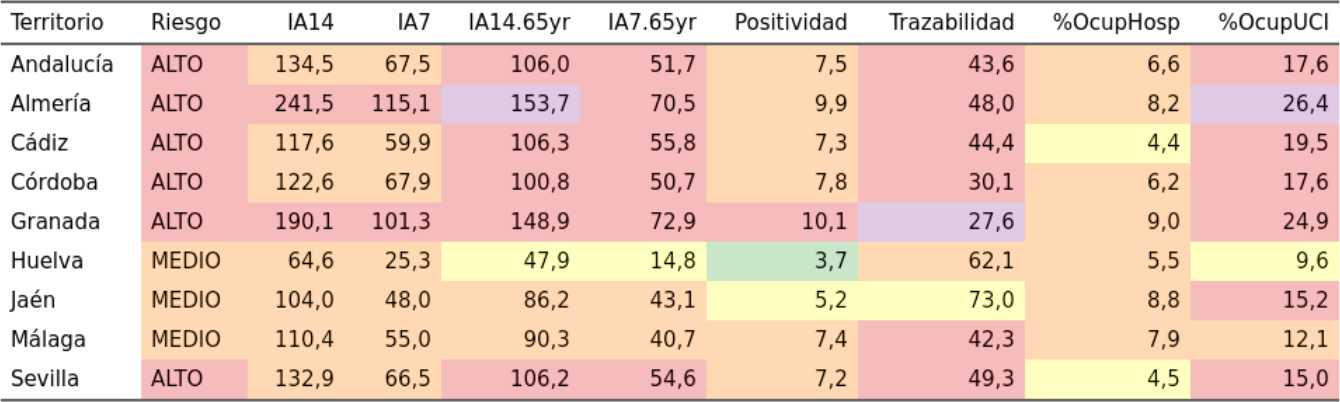 Territorio Riesgo IA14 IA7 IA14.65yr IA7.65yr Positividad Trazabilidad %OcupHosp %OcupUCI
Andalucía ALTO 134,5 67,5 106,0 51,7 7,5 43,6 6,6 17,6
Almería ALTO 241,5 115,1 153,7 70,5 9,9 48,0 8,2 26,4
Cádiz ALTO 117,6 59,9 106,3 55,8 7,3 44,4 4,4 19,5
Córdoba ALTO 122,6 67,9 100,8 50,7 7,8 30,1 6,2 17,6
Granada ALTO 190,1 101,3 148,9 72,9 10,1 27,6 9,0 24,9
Huelva MEDIO 64,6 25,3 47,9 14,8 3,7 62,1 5,5 9,6
Jaén MEDIO 104,0 48,0 86,2 43,1 5,2 73,0 8,8 15,2
Málaga MEDIO 110,4 55,0 90,3 40,7 7,4 42,3 7,9 12,1
Sevilla ALTO 132,9 66,5 106,2 54,6 7,2 49,3 4,5 15,0